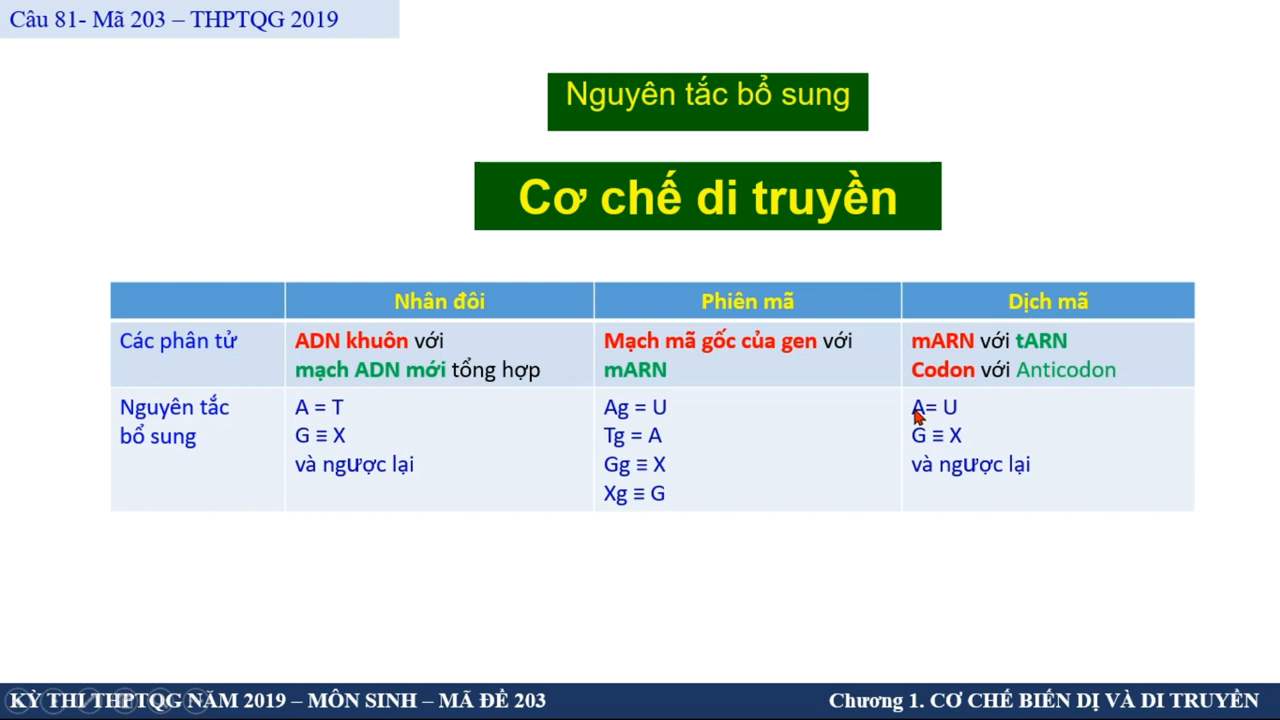 Câu 81- Mã 203 – THPTQG 2019
Nguyên tắc bổ sung
Cơ chế di truyền
Nhân đôi
Phiên mã
Dịch mã
Các phân tử
ADN khuôn với
mạch ADN mới tổng hợp
Mạch mã gốc của gen với
mARN
mARN với tARN
Codon với Anticodon
Nguyên tắc
bổ sung
A = T
G ≡ X
và ngược lại
Ag = U
Tg = A
Gg ≡ X
Xg ≡ G
A= U
G ≡ X
và ngược lại
KỲ THI THPTQG NĂM 2019 – MÔN SINH – MÃ ĐỀ 203
Chương 1. CƠ CHẾ BIẾN DỊ VÀ DI TRUYỀN